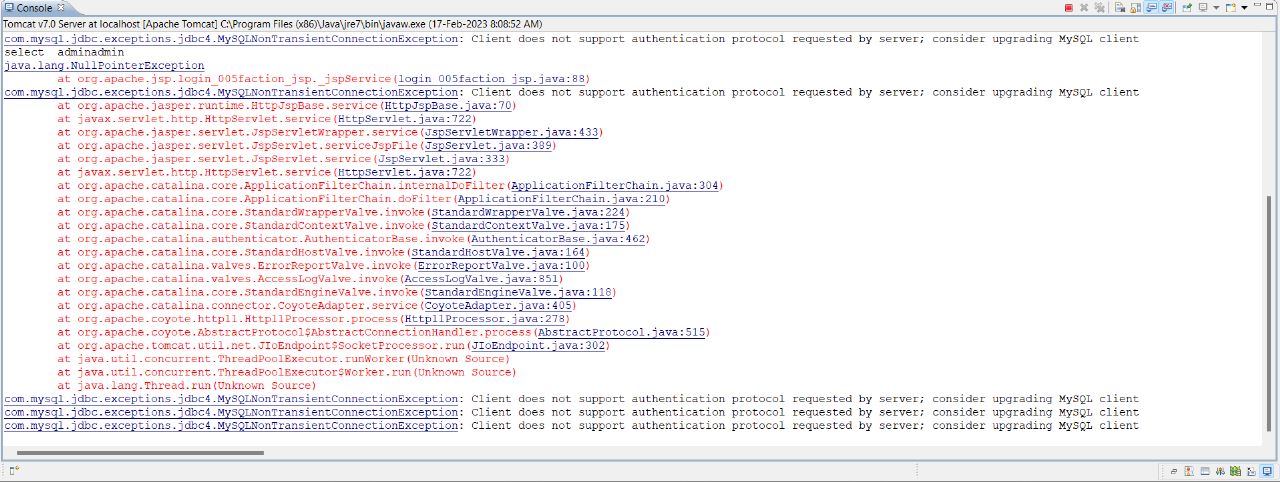 Console
Tomcat v7.0 Server at localhost [Apache Tomcat] C:\Program Files (x86)\Java\jre7\bin\javaw.exe (17-Feb-2023 8:08:52 AM)
com.mysql.jdbc.exceptions.jdbc4.MySQLNonTransientConnectionException: Client does not support authentication protocol requested by server; consider upgrading MySQL client
select  adminadmin
java.lang.NullPointerException
at org.apache.jsp.login_005faction_jsp._jspService(login_005faction_jsp.java:88)
com.mysql.jdbc.exceptions.jdbc4.MySQLNonTransientConnectionException: Client does not support authentication protocol requested by server; consider upgrading MySQL client
at org.apache.jasper.runtime.HttpJspBase.service(HttpJspBase.java:70)
at javax.servlet.http.HttpServlet.service(HttpServlet.java:722)
at org.apache.jasper.servlet.JspServletWrapper.service(JspServletWrapper.java:433)
at org.apache.jasper.servlet.JspServlet.serviceJspFile(JspServlet.java:389)
at org.apache.jasper.servlet.JspServlet.service(JspServlet.java:333)
at javax.servlet.http.HttpServlet.service(HttpServlet.java:722)
at org.apache.catalina.core.ApplicationFilterChain.internalDoFilter(ApplicationFilterChain.java:304)
at org.apache.catalina.core.ApplicationFilterChain.doFilter(ApplicationFilterChain.java:210)
at org.apache.catalina.core.StandardWrapperValve.invoke(StandardWrapperValve.java:224)
at org.apache.catalina.core.StandardContextValve.invoke(StandardContextValve.java:175)
at org.apache.catalina.authenticator.AuthenticatorBase.invoke(AuthenticatorBase.java:462)
at org.apache.catalina.core.StandardHostValve.invoke(StandardHostValve.java:164)
at org.apache.catalina.valves.ErrorReportValve.invoke(ErrorReportValve.java:100)
at org.apache.catalina.valves.AccessLogValve.invoke(AccessLogValve.java:851)
at org.apache.catalina.core.StandardEngineValve.invoke(StandardEngineValve.java:118)
at org.apache.catalina.connector.CoyoteAdapter.service(CoyoteAdapter.java:405)
at org.apache.coyote.http11.Http11Processor.process(Http11Processor.java:278)
at org.apache.coyote.AbstractProtocol$AbstractConnectionHandler.process(AbstractProtocol.java:515)
at org.apache.tomcat.util.net.JIoEndpoint$SocketProcessor.run(JIoEndpoint.java:302)
at java.util.concurrent.ThreadPoolExecutor.runWorker(Unknown Source)
at java.util.concurrent.ThreadPoolExecutor$Worker.run(Unknown Source)
at java.lang.Thread.run(Unknown Source)
com.mysql.jdbc.exceptions.jdbc4.MySQLNonTransientConnectionException: Client does not support authentication protocol requested by server; consider upgrading MySQL client
com.mysql.jdbc.exceptions.jdbc4.MySQLNonTransientConnectionException: Client does not support authentication protocol requested by server; consider upgrading MySQL client
com.mysql.jdbc.exceptions.jdbc4.MySQLNonTransientConnectionException: Client does not support authentication protocol requested by server; consider upgrading MySQL client